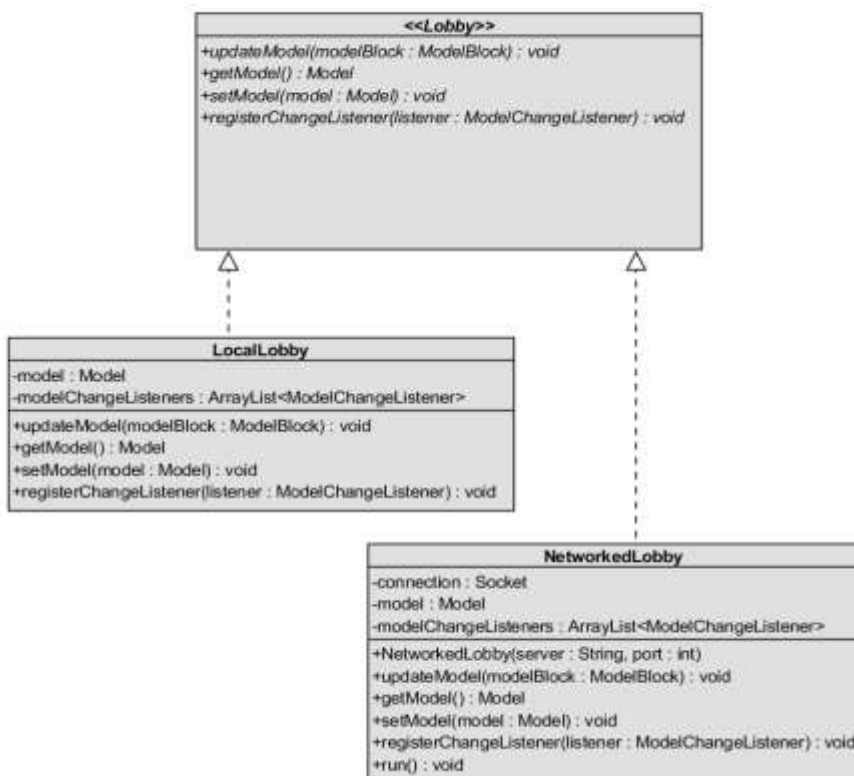 <<Lobby>>
+updateModel(modelBlock : ModelBlock) : void
+getModel() : Model
+setModel(model : Model) : void
+registerChangeListener(listener : ModelChangeListener) : void
LocalLobby
-model : Model
-modelChangeListeners : ArrayList<ModelChangeListener>
+updateModel(modelBlock : ModelBlock) : void
+getModel() : Model
+setModel(model : Model) : void
+registerChangeListener(listener : ModelChangeListener) : void
NetworkedLobby
-connection : Socket
-model : Model
-modelChangeListeners : ArrayList<ModelChangeListener>
+NetworkedLobby(server : String, port : int)
+updateModel(modelBlock : ModelBlock) : void
+getModel() : Model
+setModel(model : Model) : void
+registerChangeListener(listener : ModelChangeListener) : void
+run() : void